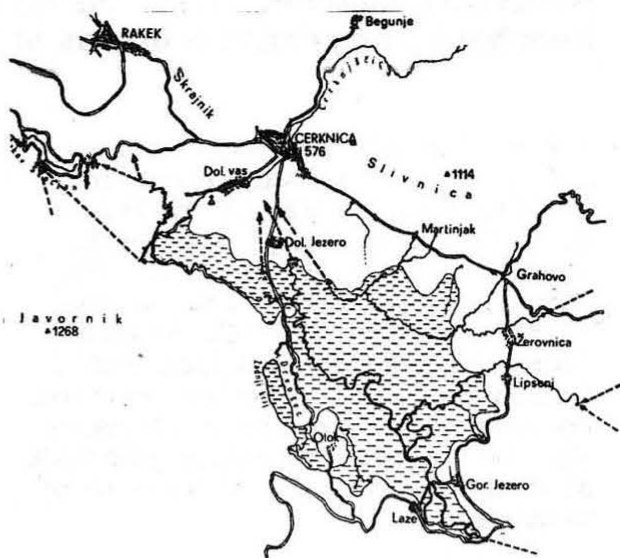 Begunje
RAKEK
Skrajnik
CERKNICA
576
Slivnica
1114
Dol. vas
Martinjak
Dol. Jezero
Grahovo
Javornik
1268
Žerovnica
Lipsenj
Otok
Gor. Jezero
Laze